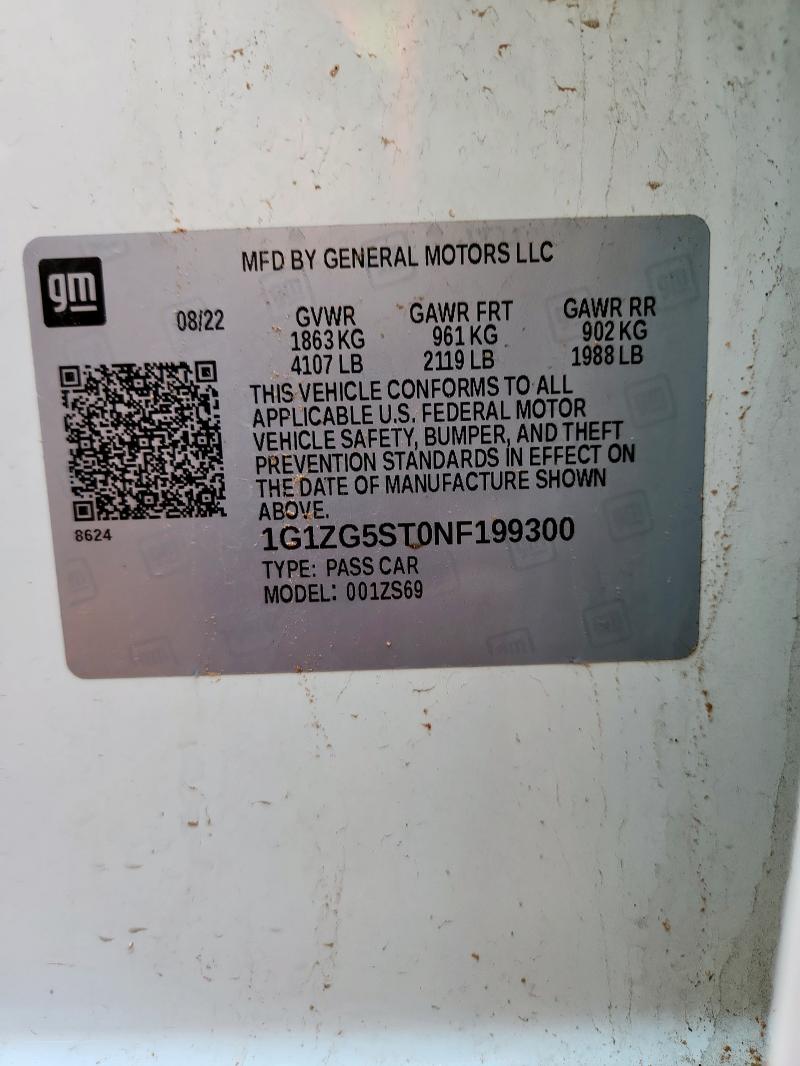 gm
MFD BY GENERAL MOTORS LLC
08/22
GVWR GAWR FRT GAWR RR
1863 KG 961 KG 902 KG
4107 LB 2119 LB 1988 LB
THIS VEHICLE CONFORMS TO ALL
APPLICABLE U.S. FEDERAL MOTOR
VEHICLE SAFETY, BUMPER, AND THEFT
PREVENTION STANDARDS IN EFFECT ON
THE DATE OF MANUFACTURE SHOWN
ABOVE.
8624
1G1ZG5ST0NF199300
TYPE: PASS CAR
MODEL: 001ZS69